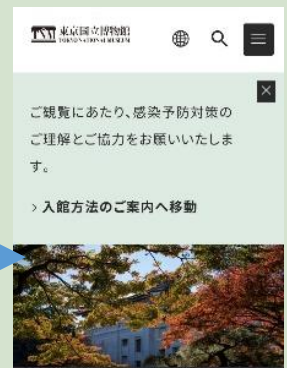 東京国立博物館
TOKYO NATIONAL MUSEUM
ご観覧にあたり、感染予防対策の
ご理解とご協力をお願いいたしま
す。
> 入館方法のご案内へ移動